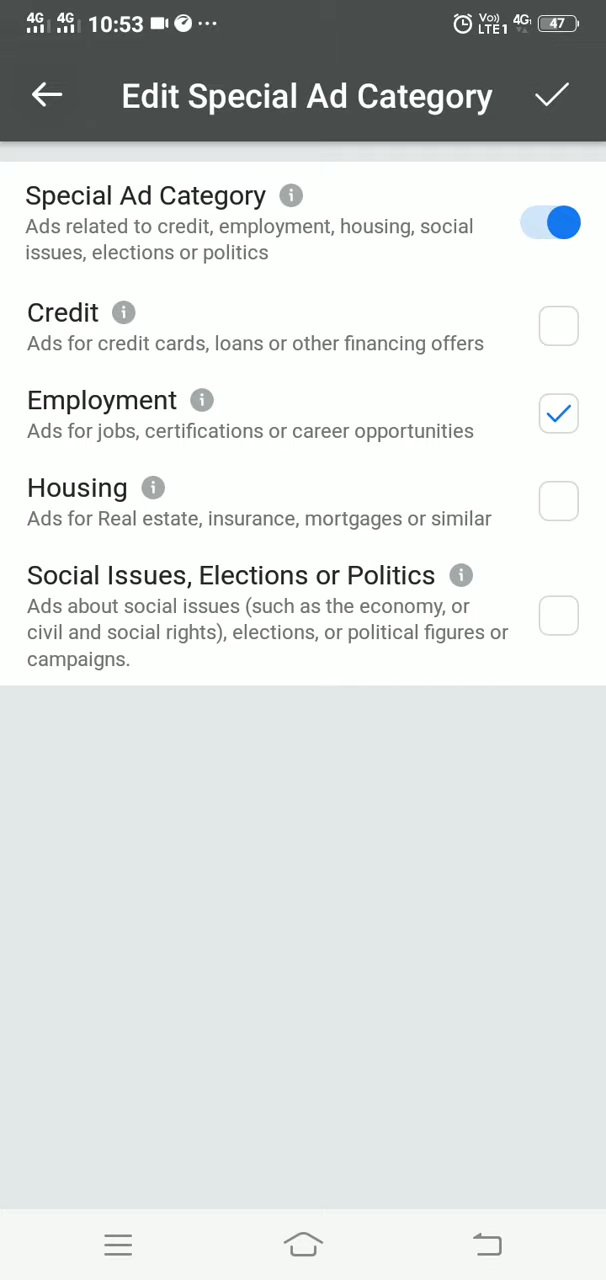 4G 4G 10:53 ··· Vo)) LTE1 4G 47
Edit Special Ad Category
Special Ad Category
Ads related to credit, employment, housing, social
issues, elections or politics
Credit
Ads for credit cards, loans or other financing offers
Employment
Ads for jobs, certifications or career opportunities
Housing
Ads for Real estate, insurance, mortgages or similar
Social Issues, Elections or Politics
Ads about social issues (such as the economy, or
civil and social rights), elections, or political figures or
campaigns.